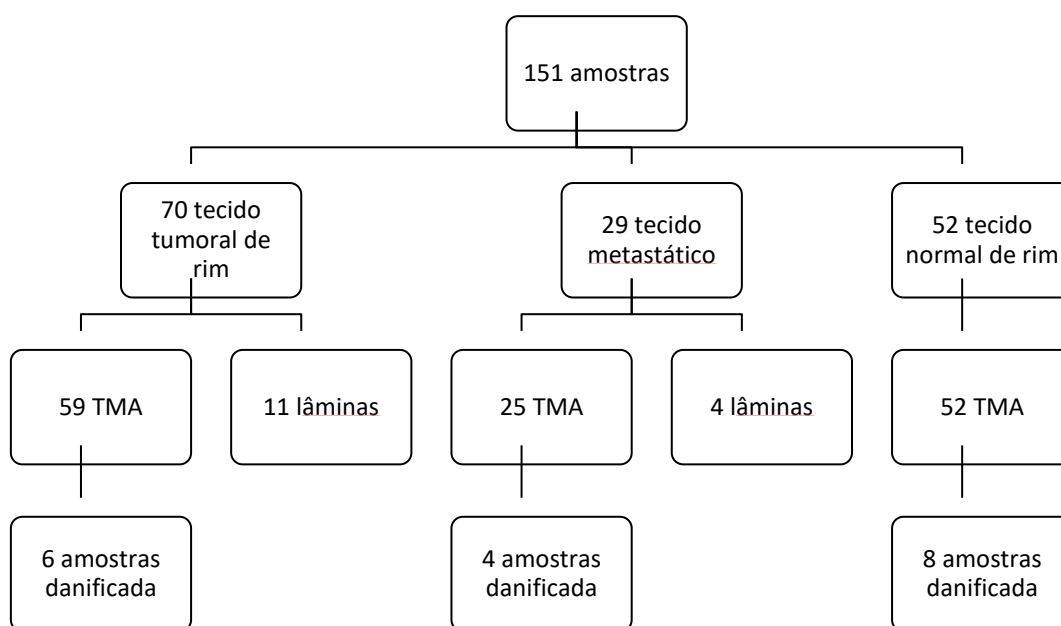 151 amostras
70 tecido
tumoral de
rim
29 tecido
metastático
52 tecido
normal de rim
59 TMA
11 lâminas
25 TMA
4 lâminas
52 TMA
6 amostras
danificada
4 amostras
danificada
8 amostras
danificada